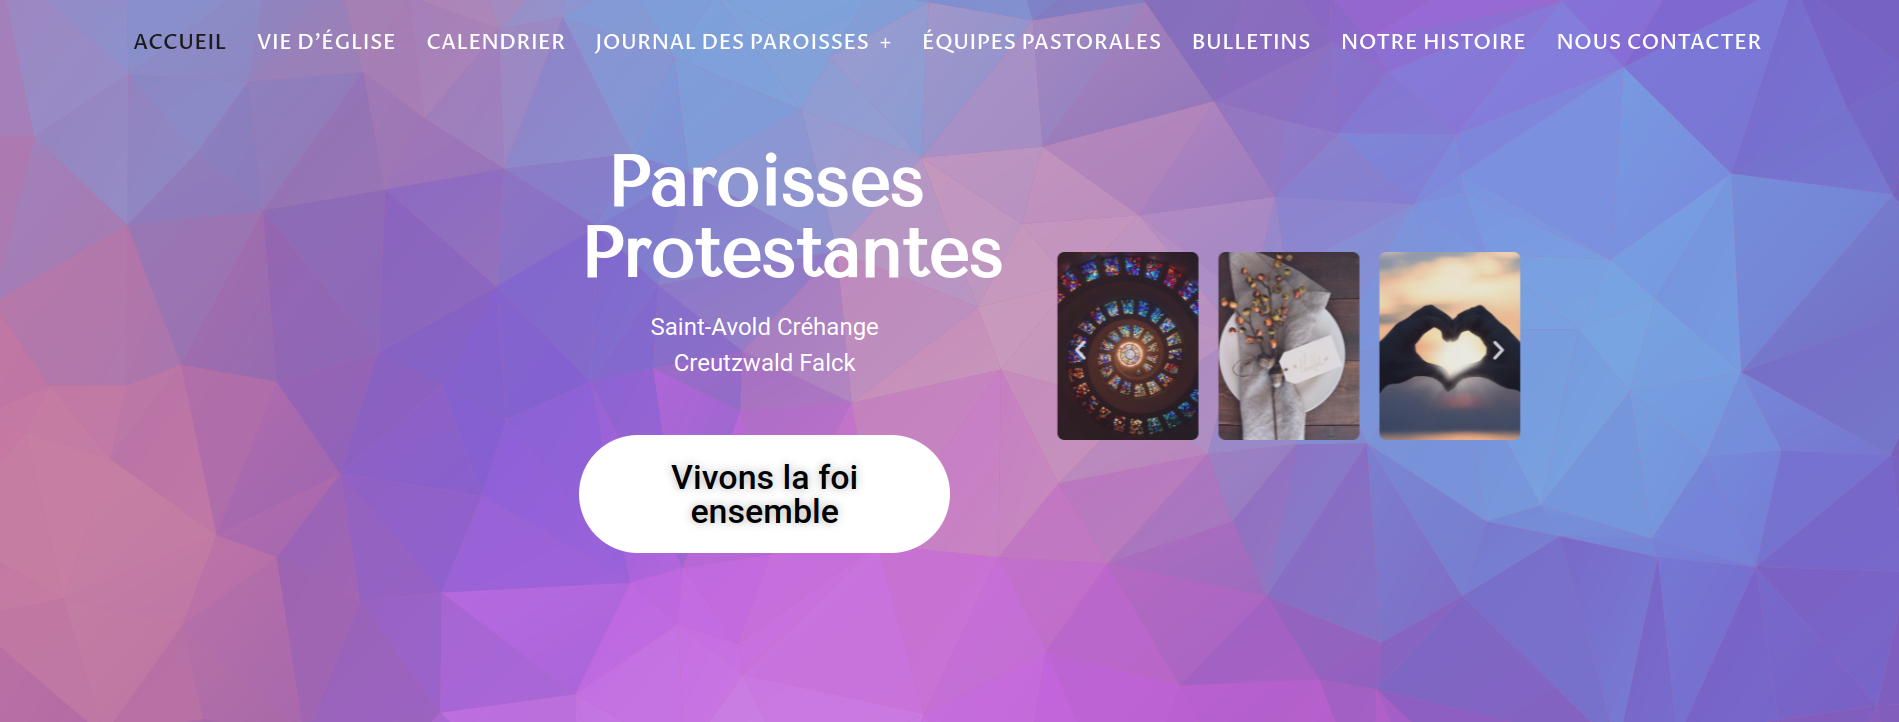 ACCUEIL VIE D’ÉGLISE CALENDRIER JOURNAL DES PAROISSES + ÉQUIPES PASTORALES BULLETINS NOTRE HISTOIRE NOUS CONTACTER
Paroisses
Protestantes
Saint-Avold Créhange
Creutzwald Falck
Vivons la foi
ensemble